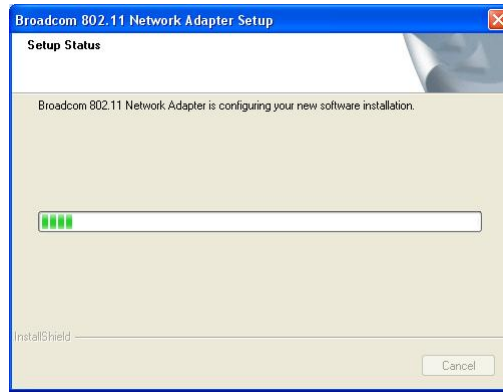 Broadcom 802.11 Network Adapter Setup
Setup Status
Broadcom 802.11 Network Adapter is configuring your new software installation.
InstallShield
Cancel